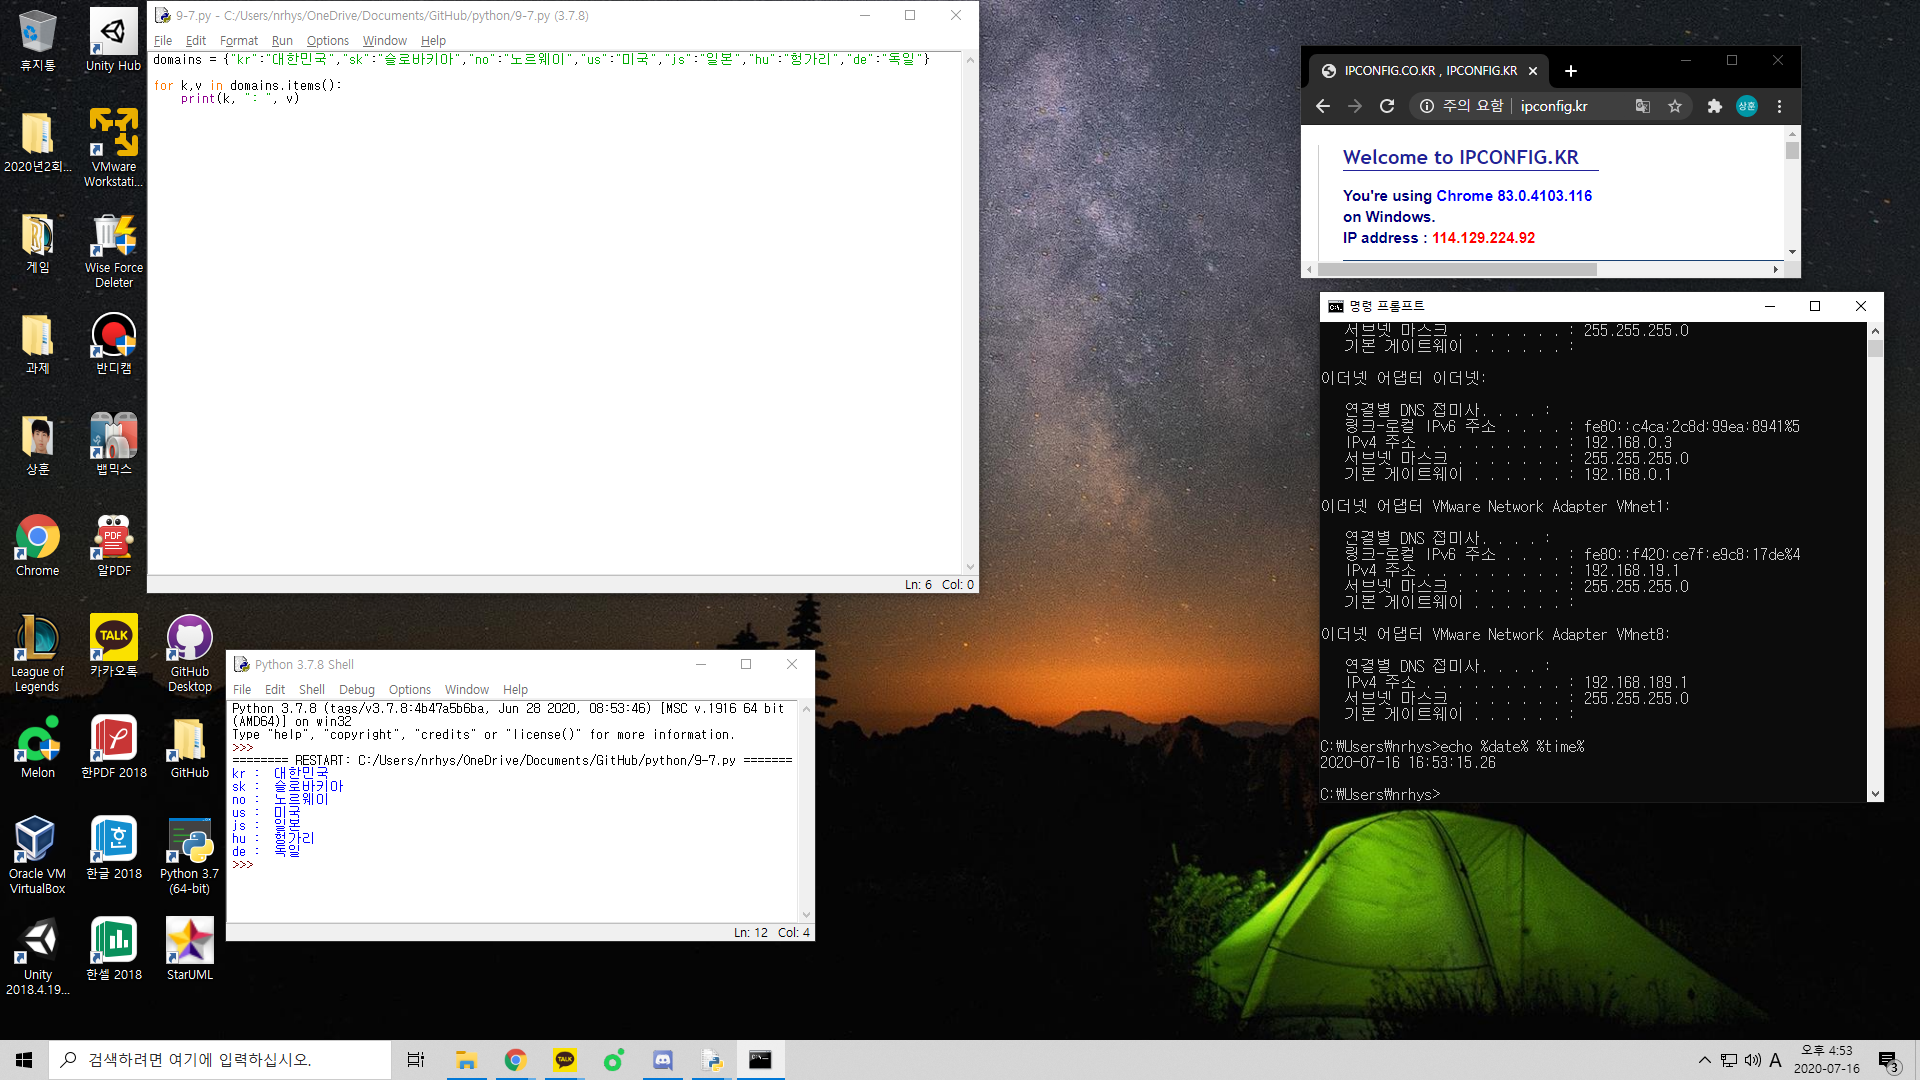 휴지통
Unity Hub
2020년2회...
VMware Workstati...
게임
Wise Force Deleter
과제
반디캠
상훈
뱁믹스
Chrome
알PDF
League of Legends
카카오톡
GitHub Desktop
Melon
한PDF 2018
GitHub
Oracle VM VirtualBox
한글 2018
Python 3.7 (64-bit)
Unity 2018.4.19...
한셀 2018
StarUML
9-7.py - C:/Users/nrhys/OneDrive/Documents/GitHub/python/9-7.py (3.7.8)
File Edit Format Run Options Window Help
domains = {"kr":"대한민국","sk":"슬로바키아","no":"노르웨이","us":"미국","js":"일본","hu":"헝가리","de":"독일"}
for k,v in domains.items():
    print(k, ": ", v)
Ln: 6 Col: 0
Python 3.7.8 Shell
File Edit Shell Debug Options Window Help
Python 3.7.8 (tags/v3.7.8:4b47a5b6ba, Jun 28 2020, 08:53:46) [MSC v.1916 64 bit
(AMD64)] on win32
Type "help", "copyright", "credits" or "license()" for more information.
>>>
======== RESTART: C:/Users/nrhys/OneDrive/Documents/GitHub/python/9-7.py =======
kr :  대한민국
sk :  슬로바키아
no :  노르웨이
us :  미국
js :  일본
hu :  헝가리
de :  독일
>>>
Ln: 12 Col: 4
IPCONFIG.CO.KR , IPCONFIG.KR
주의 요함 | ipconfig.kr
상훈
Welcome to IPCONFIG.KR
You're using Chrome 83.0.4103.116
on Windows.
IP address : 114.129.224.92
명령 프롬프트
서브넷 마스크 . . . . . . . : 255.255.255.0
기본 게이트웨이 . . . . . . :
이더넷 어댑터 이더넷:
연결별 DNS 접미사. . . . :
링크-로컬 IPv6 주소 . . . . : fe80::c4ca:2c8d:99ea:8941%5
IPv4 주소 . . . . . . . . . : 192.168.0.3
서브넷 마스크 . . . . . . . : 255.255.255.0
기본 게이트웨이 . . . . . . : 192.168.0.1
이더넷 어댑터 VMware Network Adapter VMnet1:
연결별 DNS 접미사. . . . :
링크-로컬 IPv6 주소 . . . . : fe80::f420:ce7f:e9c8:17de%4
IPv4 주소 . . . . . . . . . : 192.168.19.1
서브넷 마스크 . . . . . . . : 255.255.255.0
기본 게이트웨이 . . . . . . :
이더넷 어댑터 VMware Network Adapter VMnet8:
연결별 DNS 접미사. . . . :
IPv4 주소 . . . . . . . . . : 192.168.189.1
서브넷 마스크 . . . . . . . : 255.255.255.0
기본 게이트웨이 . . . . . . :
C:₩Users₩nrhys>echo %date% %time%
2020-07-16 16:53:15.26
C:₩Users₩nrhys>
검색하려면 여기에 입력하십시오.
TALK
A
오후 4:53
2020-07-16
3